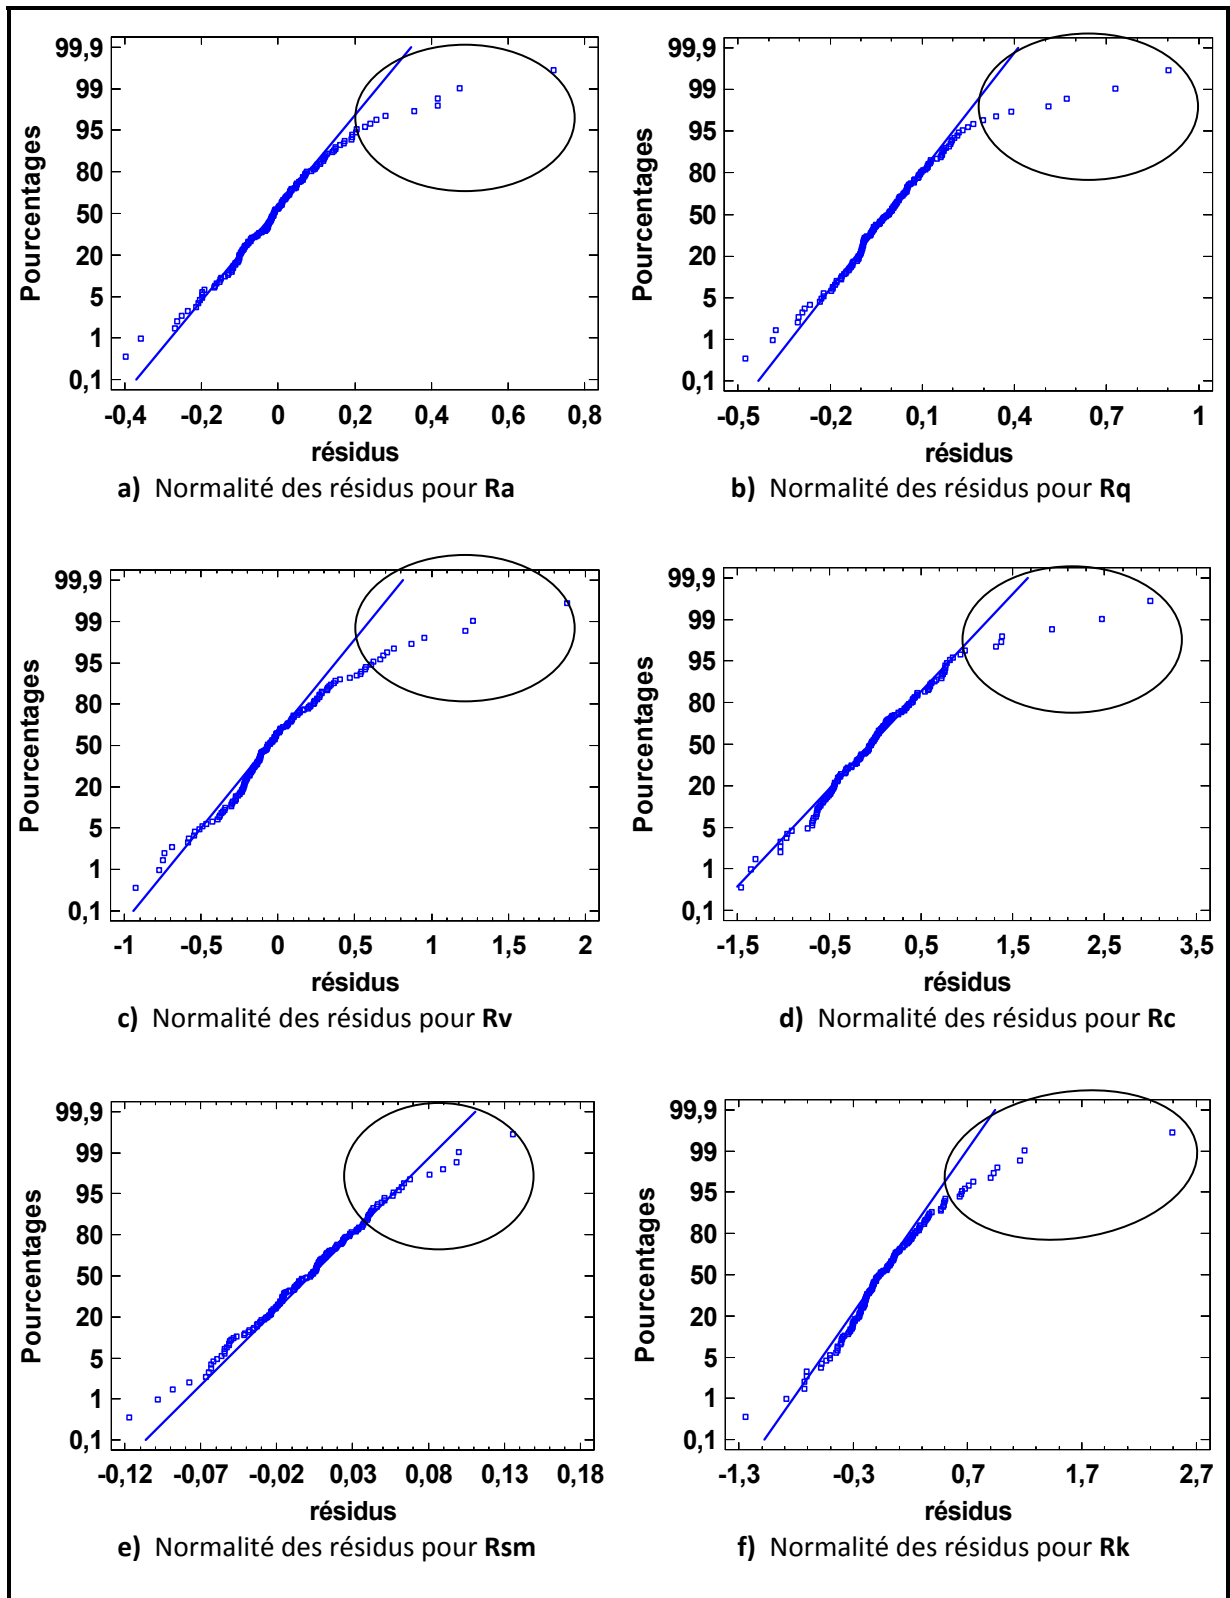 99,9
99
95
80
50
20
5
1
0,1
Pourcentages
-0,4 -0,2 0 0,2 0,4 0,6 0,8
résidus
a) Normalité des résidus pour Ra
99,9
99
95
80
50
20
5
1
0,1
Pourcentages
-0,5 -0,2 0,1 0,4 0,7 1
résidus
b) Normalité des résidus pour Rq
99,9
99
95
80
50
20
5
1
0,1
Pourcentages
-1 -0,5 0 0,5 1 1,5 2
résidus
c) Normalité des résidus pour Rv
99,9
99
95
80
50
20
5
1
0,1
Pourcentages
-1,5 -0,5 0,5 1,5 2,5 3,5
résidus
d) Normalité des résidus pour Rc
99,9
99
95
80
50
20
5
1
0,1
Pourcentages
-0,12 -0,07 -0,02 0,03 0,08 0,13 0,18
résidus
e) Normalité des résidus pour Rsm
99,9
99
95
80
50
20
5
1
0,1
Pourcentages
-1,3 -0,3 0,7 1,7 2,7
résidus
f) Normalité des résidus pour Rk